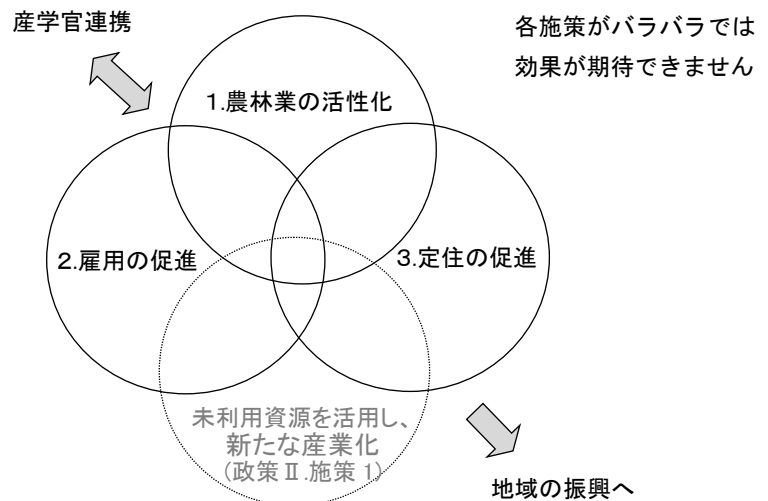 産学官連携
各施策がバラバラでは
効果が期待できません
1.農林業の活性化
2.雇用の促進
3.定住の促進
未利用資源を活用し、
新たな産業化
(政策Ⅱ.施策1)
地域の振興へ